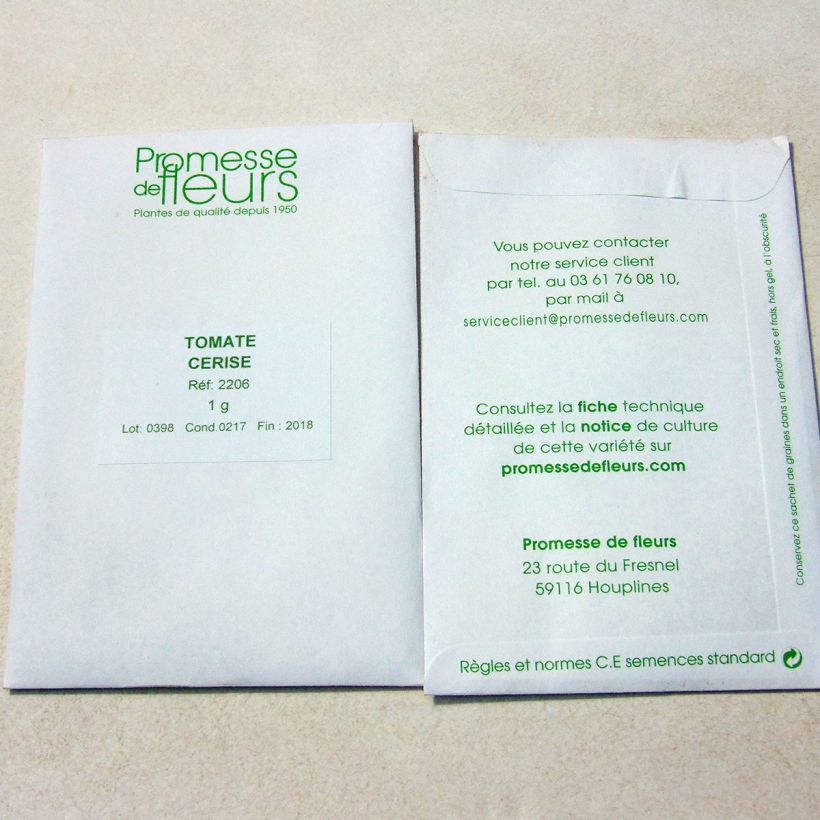 Promesse
de fleurs
Plantes de qualité depuis 1950
TOMATE
CERISE
Réf: 2206
1 g
Lot: 0398 Cond.0217 Fin : 2018
Vous pouvez contacter
notre service client
par tel. au 03 61 76 08 10,
par mail à
serviceclient@promessedefleurs.com
Consultez la fiche technique
détaillée et la notice de culture
de cette variété sur
promessedefleurs.com
Promesse de fleurs
23 route du Fresnel
59116 Houplines
Règles et normes C.E semences standard
Conservez ce sachet de graines dans un endroit sec et frais, hors gel, à l'obscurité